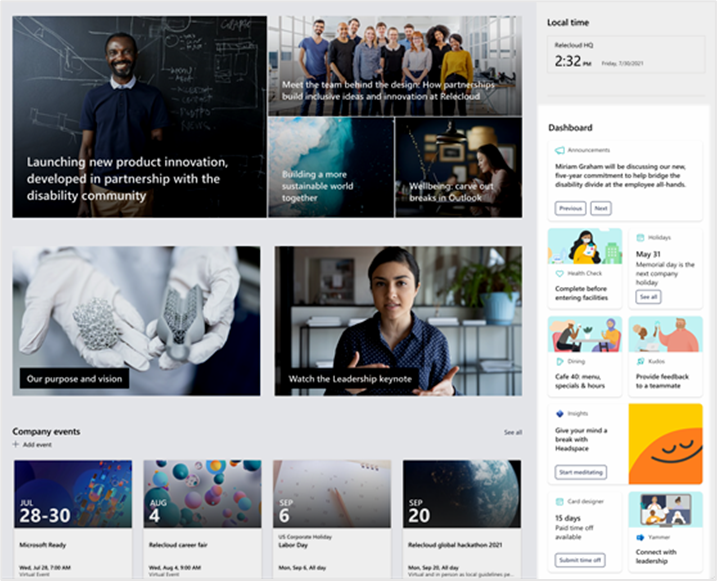 Launching new product innovation,
developed in partnership with the
disability community
Meet the team behind the design: How partnerships
build inclusive ideas and innovation at Relecloud
Building a more
sustainable world
together
Wellbeing: carve out
breaks in Outlook
Our purpose and vision
Watch the Leadership keynote
Company events
See all
+ Add event
JUL
28-30
Microsoft Ready
Wed, Jul 28, 7:00 AM
Virtual Event
AUG
4
Relecloud career fair
Wed, Aug 4, 9:00 AM
Virtual Event
SEP
6
US Corporate Holiday
Labor Day
Mon, Sep 6, All day
SEP
20
Relecloud global hackathon 2021
Mon, Sep 20, All day
Virtual and in person as local guidelines pe...
Local time
Relecloud HQ
2:32 PM
Friday, 7/30/2021
Dashboard
Announcements
Miriam Graham will be discussing our new,
five-year commitment to help bridge the
disability divide at the employee all-hands.
Previous
Next
Health Check
Complete before
entering facilities
Holidays
May 31
Memorial day is the
next company
holiday
See all
Dining
Cafe 40: menu,
specials & hours
Kudos
Provide feedback
to a teammate
Insights
Give your mind a
break with
Headspace
Start meditating
Card designer
15 days
Paid time off
available
Submit time off
Yammer
Connect with
leadership